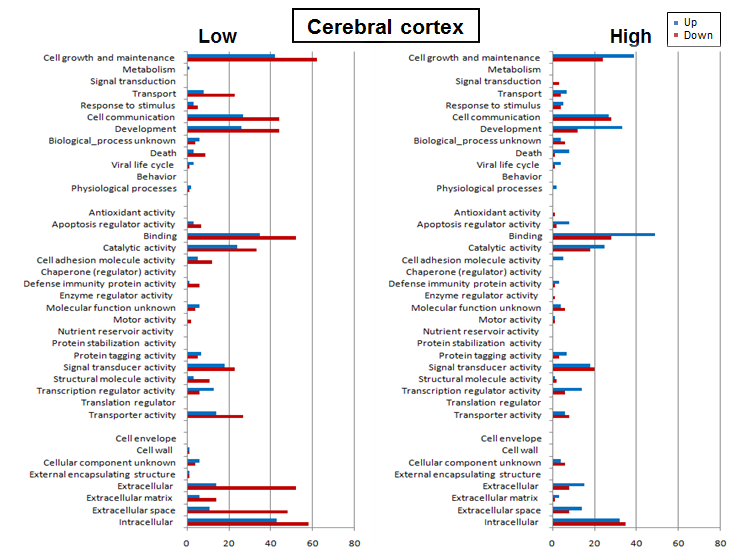 Cerebral cortex
Up
Down
Low
Cell growth and maintenance
Metabolism
Signal transduction
Transport
Response to stimulus
Cell communication
Development
Biological_process unknown
Death
Viral life cycle
Behavior
Physiological processes
Antioxidant activity
Apoptosis regulator activity
Binding
Catalytic activity
Cell adhesion molecule activity
Chaperone (regulator) activity
Defense immunity protein activity
Enzyme regulator activity
Molecular function unknown
Motor activity
Nutrient reservoir activity
Protein stabilization activity
Protein tagging activity
Signal transducer activity
Structural molecule activity
Transcription regulator activity
Translation regulator
Transporter activity
Cell envelope
Cell wall
Cellular component unknown
External encapsulating structure
Extracellular
Extracellular matrix
Extracellular space
Intracellular
0 20 40 60 80
High
Cell growth and maintenance
Metabolism
Signal transduction
Transport
Response to stimulus
Cell communication
Development
Biological_process unknown
Death
Viral life cycle
Behavior
Physiological processes
Antioxidant activity
Apoptosis regulator activity
Binding
Catalytic activity
Cell adhesion molecule activity
Chaperone (regulator) activity
Defense immunity protein activity
Enzyme regulator activity
Molecular function unknown
Motor activity
Nutrient reservoir activity
Protein stabilization activity
Protein tagging activity
Signal transducer activity
Structural molecule activity
Transcription regulator activity
Translation regulator
Transporter activity
Cell envelope
Cell wall
Cellular component unknown
External encapsulating structure
Extracellular
Extracellular matrix
Extracellular space
Intracellular
0 20 40 60 80